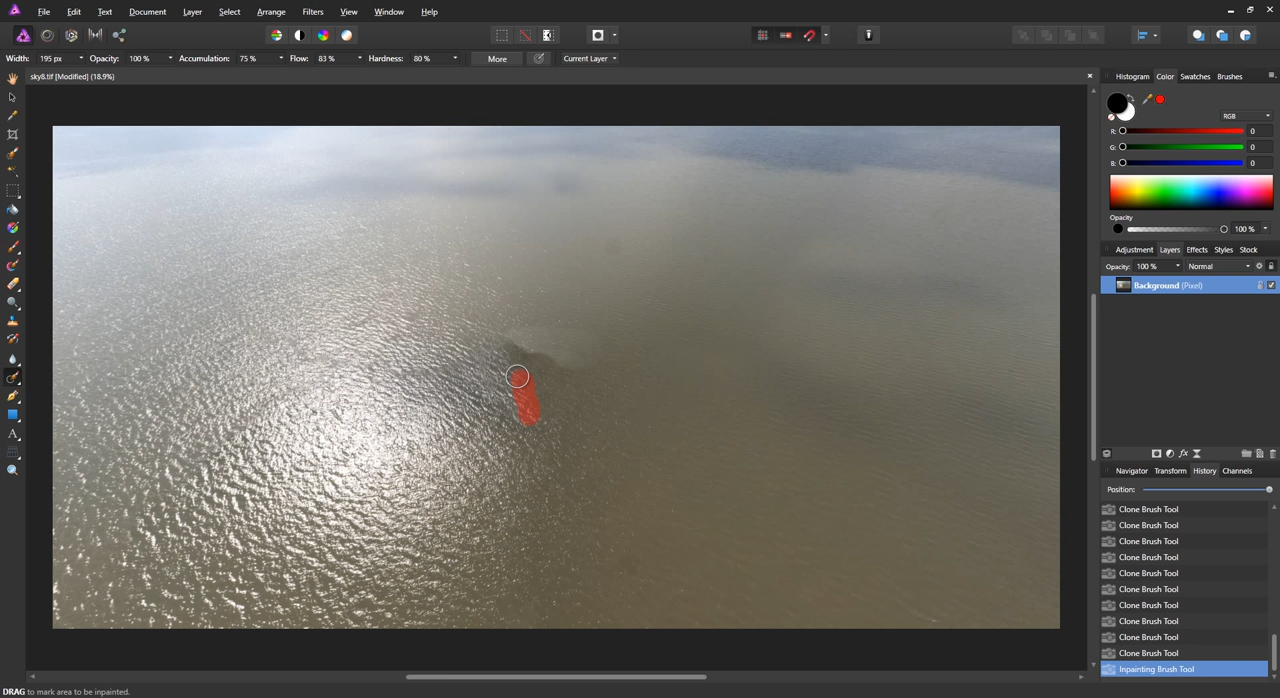 File Edit Text Document Layer Select Arrange Filters View Window Help
Width: 195 px Opacity: 100 % Accumulation: 75 % Flow: 83 % Hardness: 80 % More Current Layer
sky8.tif [Modified] (18.9%)
Histogram Color Swatches Brushes
RGB
R: 0
G: 0
B: 0
Opacity
100 %
Adjustment Layers Effects Styles Stock
Opacity: 100 % Normal
Background (Pixel)
Navigator Transform History Channels
Position:
Clone Brush Tool
Clone Brush Tool
Clone Brush Tool
Clone Brush Tool
Clone Brush Tool
Clone Brush Tool
Clone Brush Tool
Clone Brush Tool
Clone Brush Tool
Clone Brush Tool
Inpainting Brush Tool
DRAG to mark area to be inpainted.